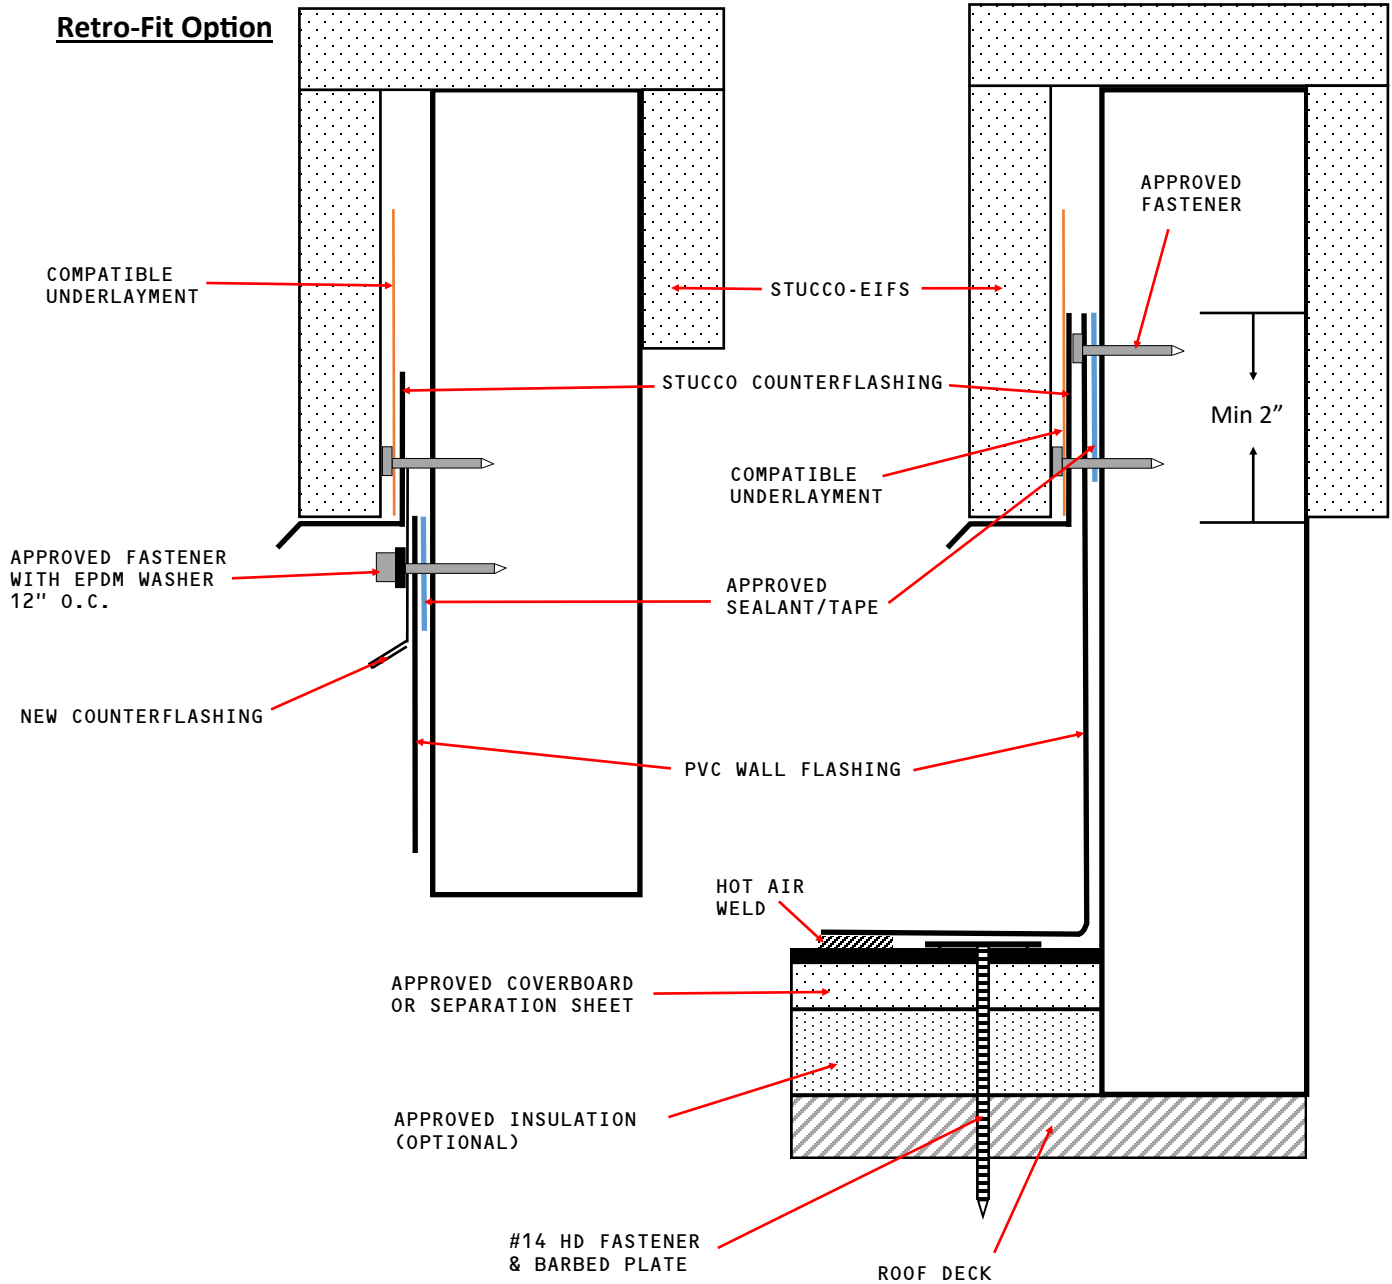 Retro-Fit Option
APPROVED
FASTENER
COMPATIBLE
UNDERLAYMENT
STUCCO-EIFS
STUCCO COUNTERFLASHING
Min 2”
COMPATIBLE
UNDERLAYMENT
APPROVED FASTENER
WITH EPDM WASHER
12" O.C.
APPROVED
SEALANT/TAPE
NEW COUNTERFLASHING
PVC WALL FLASHING
HOT AIR
WELD
APPROVED COVERBOARD
OR SEPARATION SHEET
APPROVED INSULATION
(OPTIONAL)
#14 HD FASTENER
& BARBED PLATE
ROOF DECK